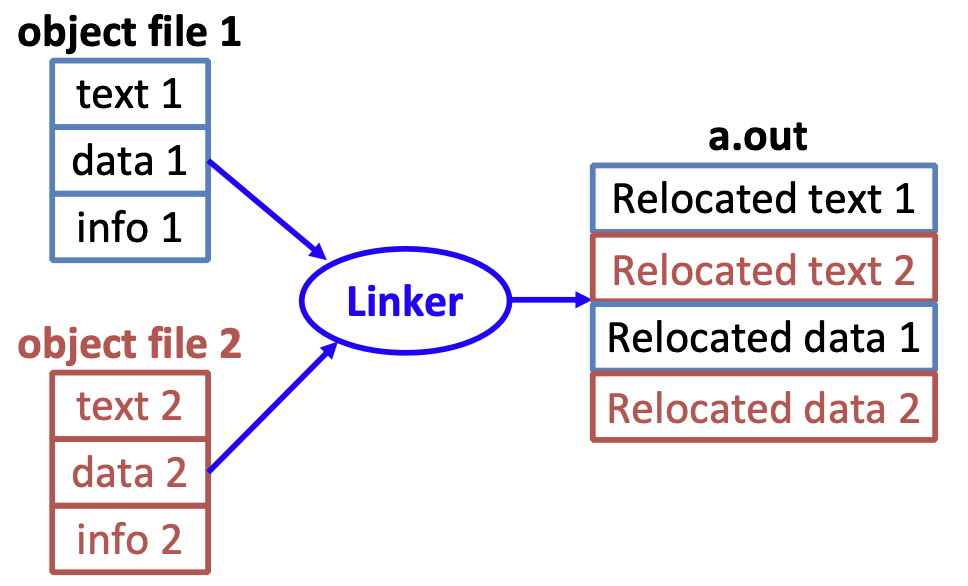 object file 1
text 1
data 1
info 1
object file 2
text 2
data 2
info 2
Linker
a.out
Relocated text 1
Relocated text 2
Relocated data 1
Relocated data 2